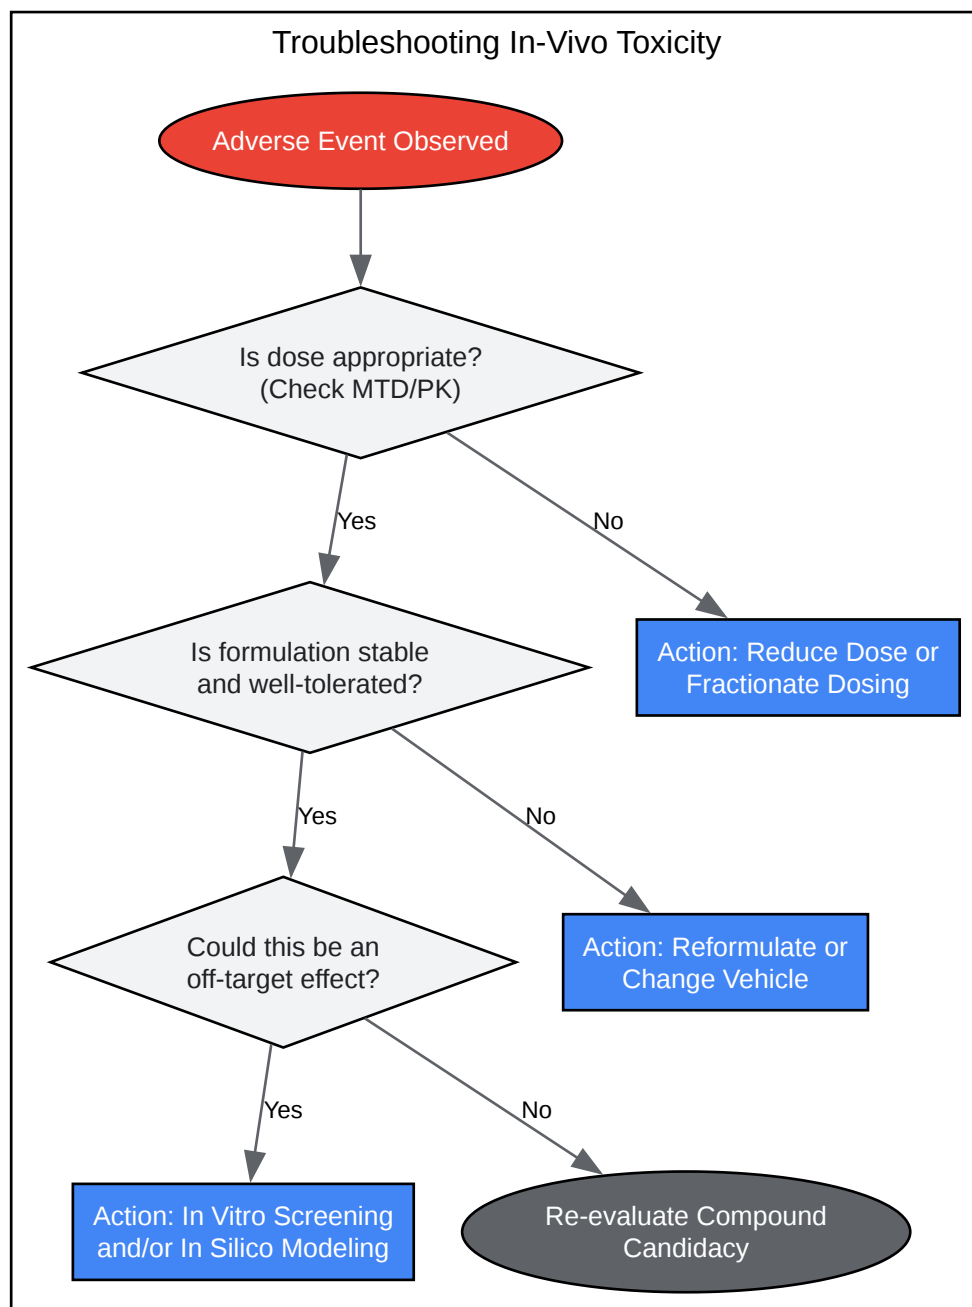 Troubleshooting In-Vivo Toxicity
Adverse Event Observed
Is dose appropriate?
(Check MTD/PK)
Yes
No
Is formulation stable
and well-tolerated?
Action: Reduce Dose or
Fractionate Dosing
Yes
No
Could this be an
off-target effect?
Action: Reformulate or
Change Vehicle
Yes
No
Action: In Vitro Screening
and/or In Silico Modeling
Re-evaluate Compound
Candidacy